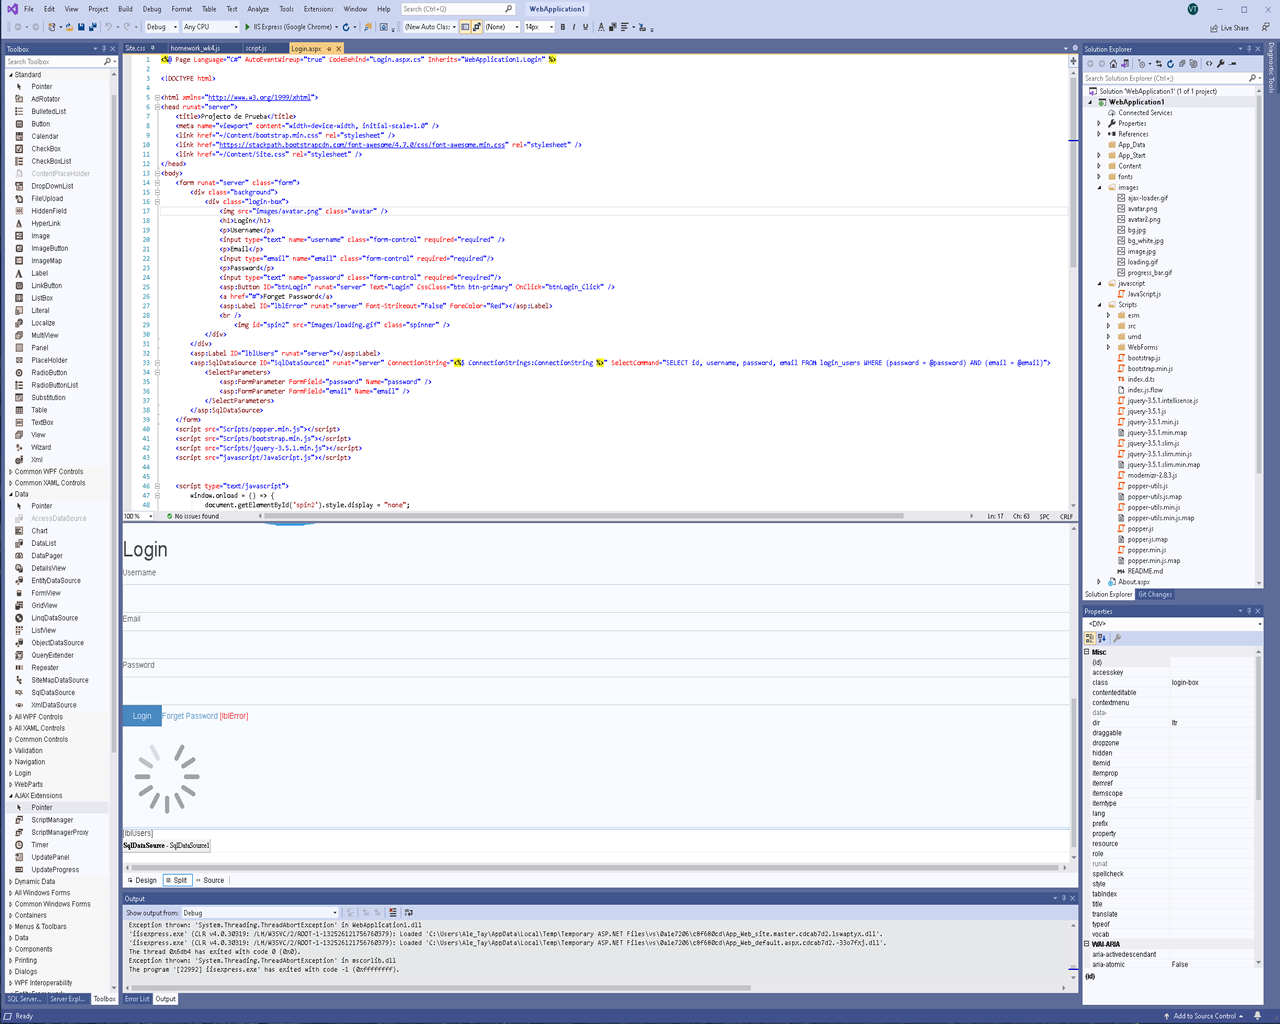 File Edit View Project Build Debug Format Table Test Analyze Tools Extensions Window Help Search (Ctrl+Q) WebApplication1 VT
Debug Any CPU IIS Express (Google Chrome) (New Auto Class (None) 14px B I U Live Share
Toolbox
Search Toolbox
Standard
Pointer
AdRotator
BulletedList
Button
Calendar
CheckBox
CheckBoxList
ContentPlaceHolder
DropDownList
FileUpload
HiddenField
HyperLink
Image
ImageButton
ImageMap
Label
LinkButton
ListBox
Literal
Localize
MultiView
Panel
PlaceHolder
RadioButton
RadioButtonList
Substitution
Table
TextBox
View
Wizard
Xml
Common WPF Controls
Common XAML Controls
Data
Pointer
AccessDataSource
Chart
DataList
DataPager
DetailsView
EntityDataSource
FormView
GridView
LinqDataSource
ListView
ObjectDataSource
QueryExtender
Repeater
SiteMapDataSource
SqlDataSource
XmlDataSource
All WPF Controls
All XAML Controls
Common Controls
Validation
Navigation
Login
WebParts
AJAX Extensions
Pointer
ScriptManager
ScriptManagerProxy
Timer
UpdatePanel
UpdateProgress
Dynamic Data
All Windows Forms
Common Windows Forms
Containers
Menus & Toolbars
Data
Components
Printing
Dialogs
WPF Interoperability
SQL Server... Server Expl... Toolbox
Site.css homework_wk4.js script.js Login.aspx
1 <%@ Page Language="C#" AutoEventWireup="true" CodeBehind="Login.aspx.cs" Inherits="WebApplication1.Login" %>
2
3 <!DOCTYPE html>
4
5 <html xmlns="http://www.w3.org/1999/xhtml">
6 <head runat="server">
7 <title>Projecto de Prueba</title>
8 <meta name="viewport" content="width=device-width, initial-scale=1.0" />
9 <link href="~/Content/bootstrap.min.css" rel="stylesheet" />
10 <link href="https://stackpath.bootstrapcdn.com/font-awesome/4.7.0/css/font-awesome.min.css" rel="stylesheet" />
11 <link href="~/Content/Site.css" rel="stylesheet" />
12 </head>
13 <body>
14 <form runat="server" class="form">
15 <div class="background">
16 <div class="login-box">
17 <img src="images/avatar.png" class="avatar" />
18 <h1>Login</h1>
19 <p>Username</p>
20 <input type="text" name="username" class="form-control" required="required" />
21 <p>Email</p>
22 <input type="email" name="email" class="form-control" required="required"/>
23 <p>Password</p>
24 <input type="text" name="password" class="form-control" required="required"/>
25 <asp:Button ID="btnLogin" runat="server" Text="Login" CssClass="btn btn-primary" OnClick="btnLogin_Click" />
26 <a href="#">Forget Password</a>
27 <asp:Label ID="lblError" runat="server" Font-Strikeout="False" ForeColor="Red"></asp:Label>
28 <br />
29 <img id="spin2" src="images/loading.gif" class="spinner" />
30 </div>
31 </div>
32 <asp:Label ID="lblUsers" runat="server"></asp:Label>
33 <asp:SqlDataSource ID="SqlDataSource1" runat="server" ConnectionString="<%$ ConnectionStrings:ConnectionString %>" SelectCommand="SELECT id, username, password, email FROM login_users WHERE (password = @password) AND (email = @email)">
34 <SelectParameters>
35 <asp:FormParameter FormField="password" Name="password" />
36 <asp:FormParameter FormField="email" Name="email" />
37 </SelectParameters>
38 </asp:SqlDataSource>
39 </form>
40 <script src="Scripts/popper.min.js"></script>
41 <script src="Scripts/bootstrap.min.js"></script>
42 <script src="Scripts/jquery-3.5.1.min.js"></script>
43 <script src="javascript/JavaScript.js"></script>
44
45
46 <script type="text/javascript">
47 window.onload = () => {
48 document.getElementById('spin2').style.display = "none";
100 % No issues found Ln: 17 Ch: 63 SPC CRLF
Login
Username
Email
Password
Login Forget Password [lblError]
[lblUsers]
SqlDataSource - SqlDataSource1
Design Split Source
Output
Show output from: Debug
Exception thrown: 'System.Threading.ThreadAbortException' in WebApplication1.dll
'iisexpress.exe' (CLR v4.0.30319: /LM/W3SVC/2/ROOT-1-132526121756760379): Loaded 'C:\Users\Ale_Tay\AppData\Local\Temp\Temporary ASP.NET Files\vs\0ale7206\c8f680cd\App_Web_site.master.cdcab7d2.lswaptyx.dll'.
'iisexpress.exe' (CLR v4.0.30319: /LM/W3SVC/2/ROOT-1-132526121756760379): Loaded 'C:\Users\Ale_Tay\AppData\Local\Temp\Temporary ASP.NET Files\vs\0ale7206\c8f680cd\App_Web_default.aspx.cdcab7d2.-33o7fxj.dll'.
The thread 0x6db4 has exited with code 0 (0x0).
Exception thrown: 'System.Threading.ThreadAbortException' in mscorlib.dll
The program '[22992] iisexpress.exe' has exited with code -1 (0xffffffff).
Error List Output
Solution Explorer
Search Solution Explorer (Ctrl+;)
Solution 'WebApplication1' (1 of 1 project)
WebApplication1
Connected Services
Properties
References
App_Data
App_Start
Content
fonts
images
ajax-loader.gif
avatar.png
avatar2.png
bg.jpg
bg_white.jpg
image.jpg
loading.gif
progress_bar.gif
javascript
JavaScript.js
Scripts
esm
src
umd
WebForms
bootstrap.js
bootstrap.min.js
index.d.ts
index.js.flow
jquery-3.5.1.intellisense.js
jquery-3.5.1.js
jquery-3.5.1.min.js
jquery-3.5.1.min.map
jquery-3.5.1.slim.js
jquery-3.5.1.slim.min.js
jquery-3.5.1.slim.min.map
modernizr-2.8.3.js
popper-utils.js
popper-utils.js.map
popper-utils.min.js
popper-utils.min.js.map
popper.js
popper.js.map
popper.min.js
popper.min.js.map
README.md
About.aspx
Solution Explorer Git Changes
Properties
<DIV>
Misc
(id)
accesskey
class login-box
contenteditable
contextmenu
data-
dir ltr
draggable
dropzone
hidden
itemid
itemprop
itemref
itemscope
itemtype
lang
prefix
property
resource
role
runat
spellcheck
style
tabindex
title
translate
typeof
vocab
WAI-ARIA
aria-activedescendant
aria-atomic False
(id)
Diagnostic Tools
Ready Add to Source Control